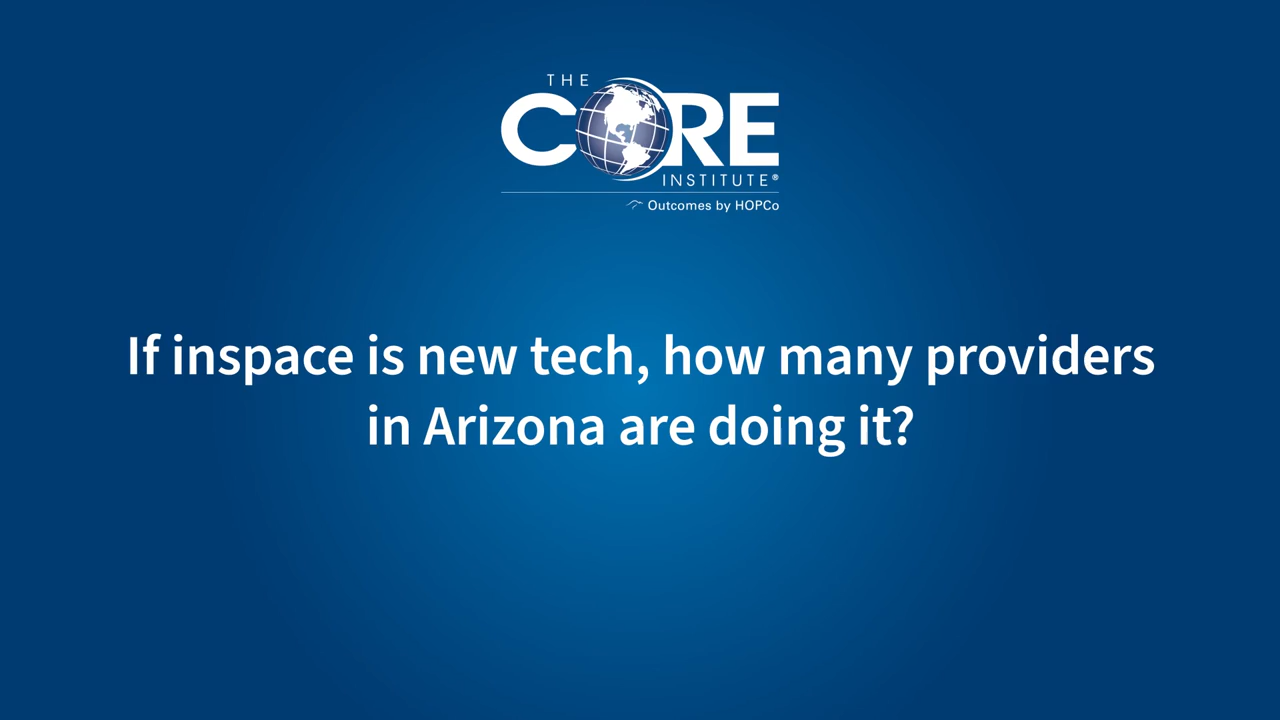 THE
CORE
INSTITUTE®
Outcomes by HOPCo
If inspace is new tech, how many providers
in Arizona are doing it?